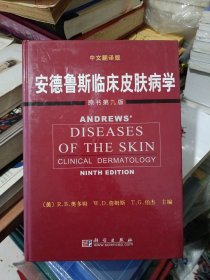 中文翻译版
安德鲁斯临床皮肤病学
原书第九版
ANDREWS'
DISEASES
OF THE SKIN
CLINICAL DERMATOLOGY
NINTH EDITION
(美) R.B.奥多姆 W.D.詹姆斯 T.G.伯杰 主编
科学出版社